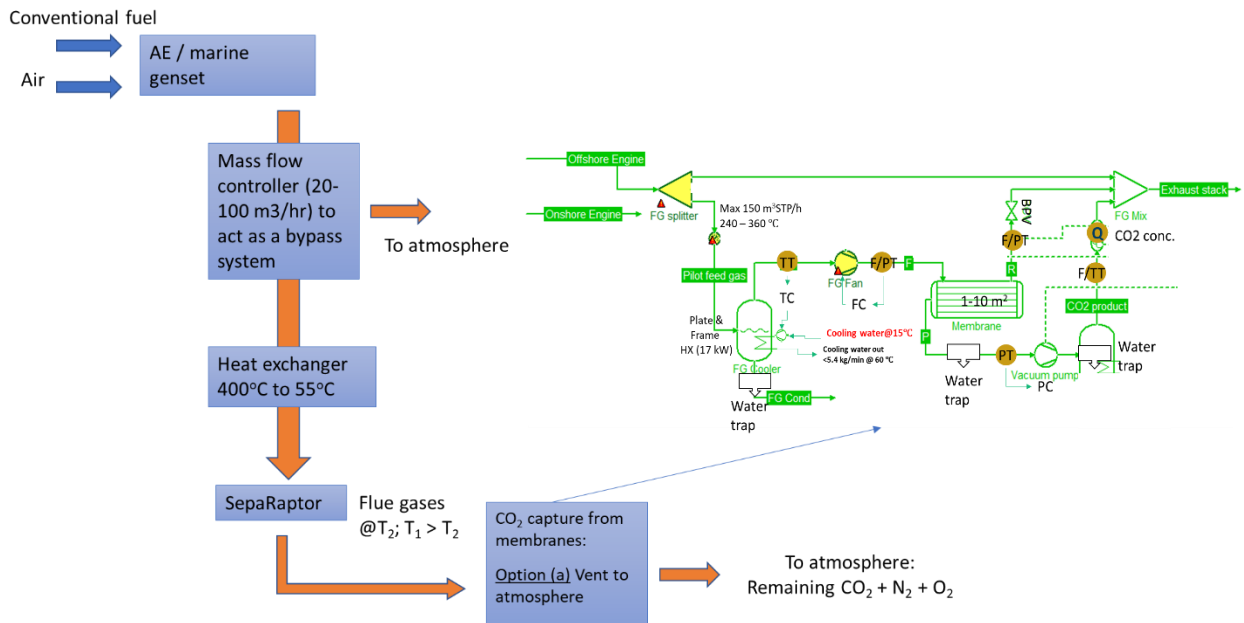 Conventional fuel
Air
AE / marine
genset
Mass flow
controller (20-
100 m3/hr) to
act as a bypass
system
To atmosphere
Heat exchanger
400°C to 55°C
SepaRaptor
Flue gases
@T2; T1 > T2
CO2 capture from
membranes:
Option (a) Vent to
atmosphere
To atmosphere:
Remaining CO2 + N2 + O2
Offshore Engine
Onshore Engine
FG splitter
Max 150 m³STP/h
240 – 360 °C
Pilot feed gas
Plate &
Frame
HX (17 kW)
FG Cooler
Water
trap
FG Cond
TT
TC
FG Fan
F/PT
FC
F
Cooling water@15°C
Cooling water out
<5.4 kg/min @ 60 °C
1-10 m²
Membrane
P
R
F/PT
BPV
FG Mix
Exhaust stack
Q
CO2 conc.
F/TT
CO2 product
Water
trap
PT
PC
Vacuum pump
Water
trap